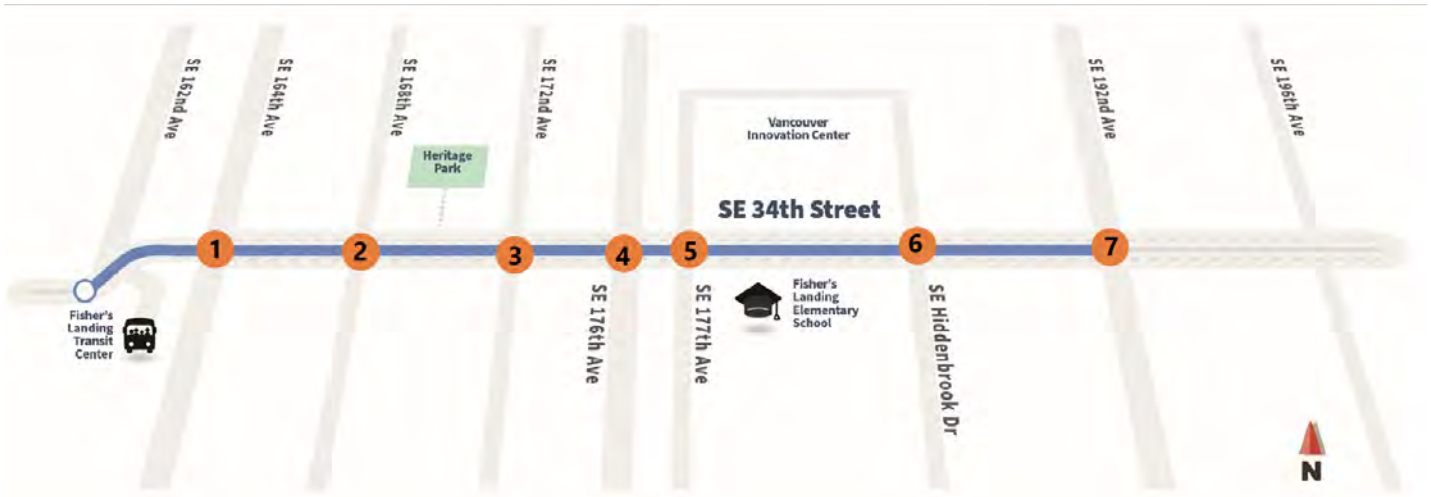 SE 162nd Ave
SE 164th Ave
SE 168th Ave
SE 172nd Ave
SE 192nd Ave
SE 196th Ave
Vancouver
Innovation Center
Heritage
Park
SE 34th Street
1
2
3
4
5
6
7
Fisher's
Landing
Transit
Center
SE 176th Ave
SE 177th Ave
Fisher's
Landing
Elementary
School
SE Hiddenbrook Dr
N